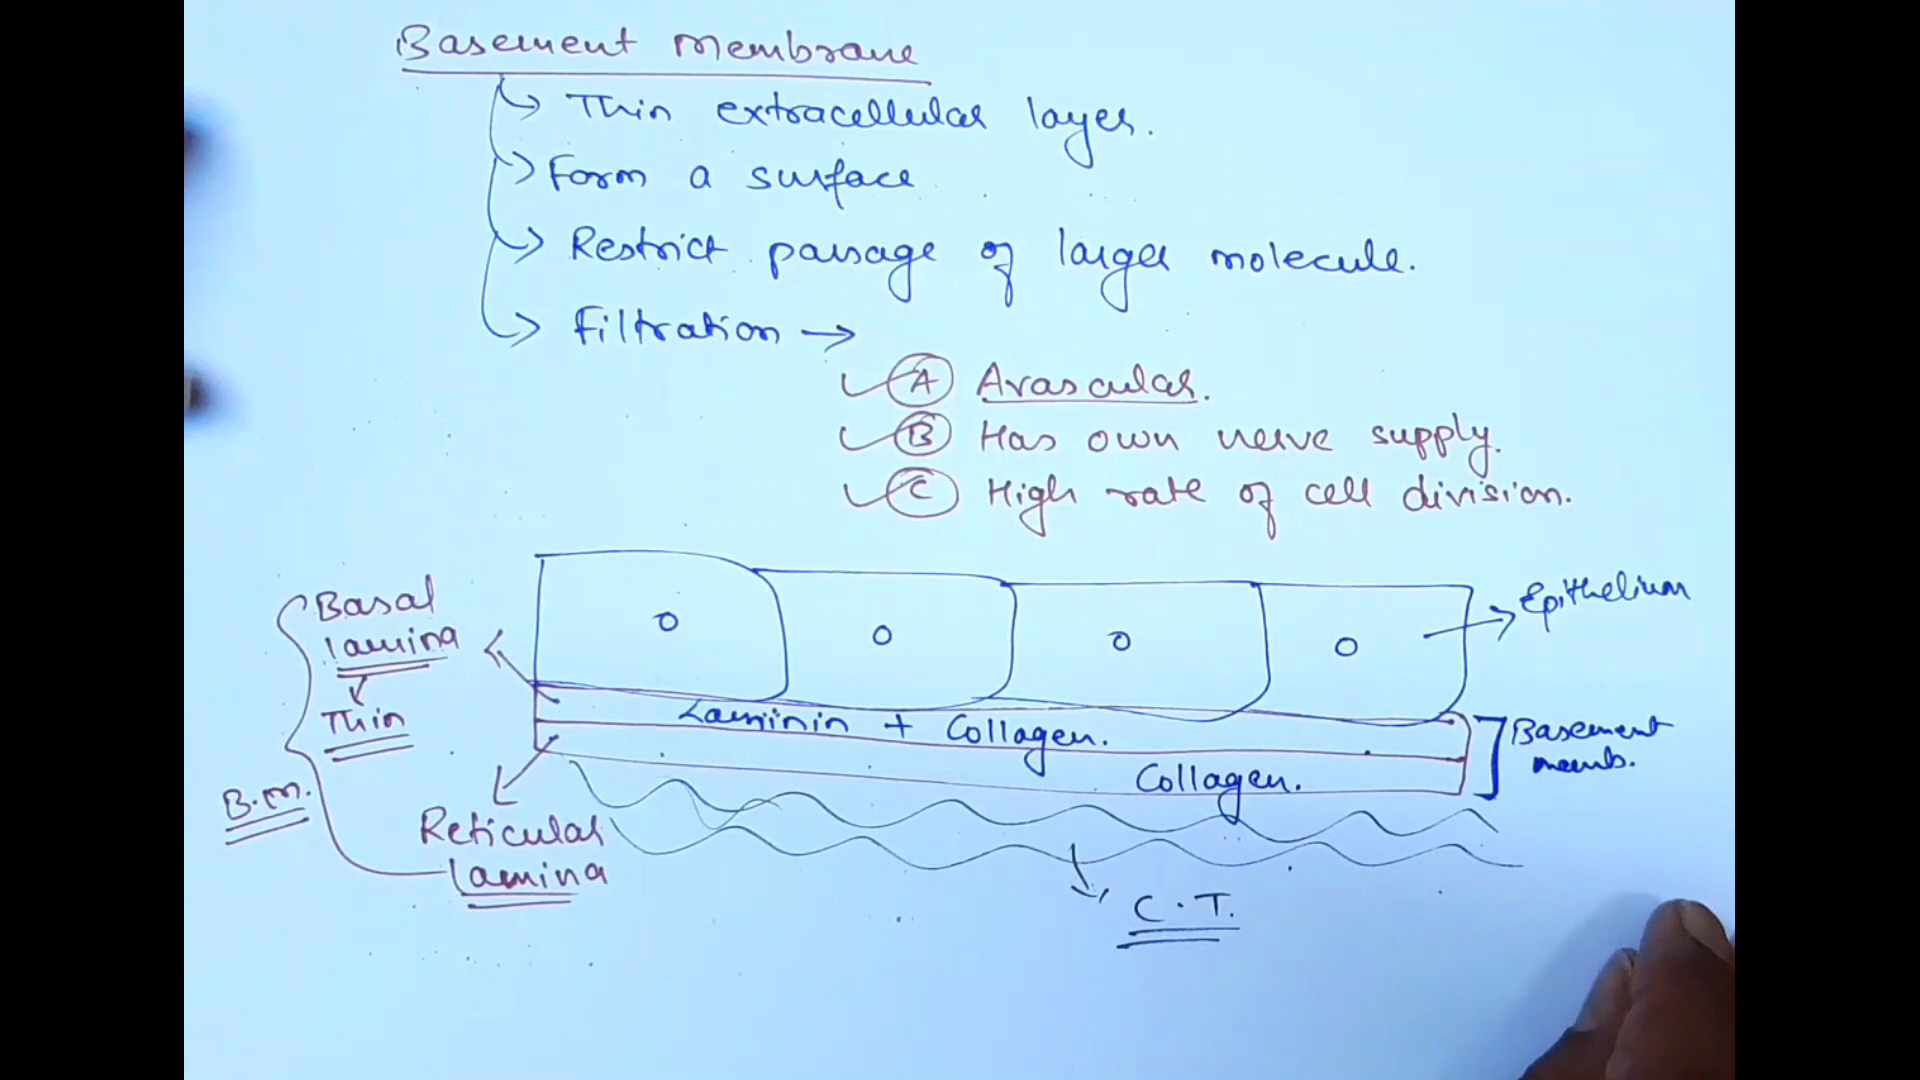 Basement Membrane
Thin extracellular layer.
Form a surface
Restrict passage of larger molecule.
Filtration →
A Avascular.
B Has own nerve supply.
C High rate of cell division.
Epithelium
Basal
lamina
Thin
Laminin + Collagen.
Basement
memb.
Collagen.
B.m.
Reticular
lamina
C.T.